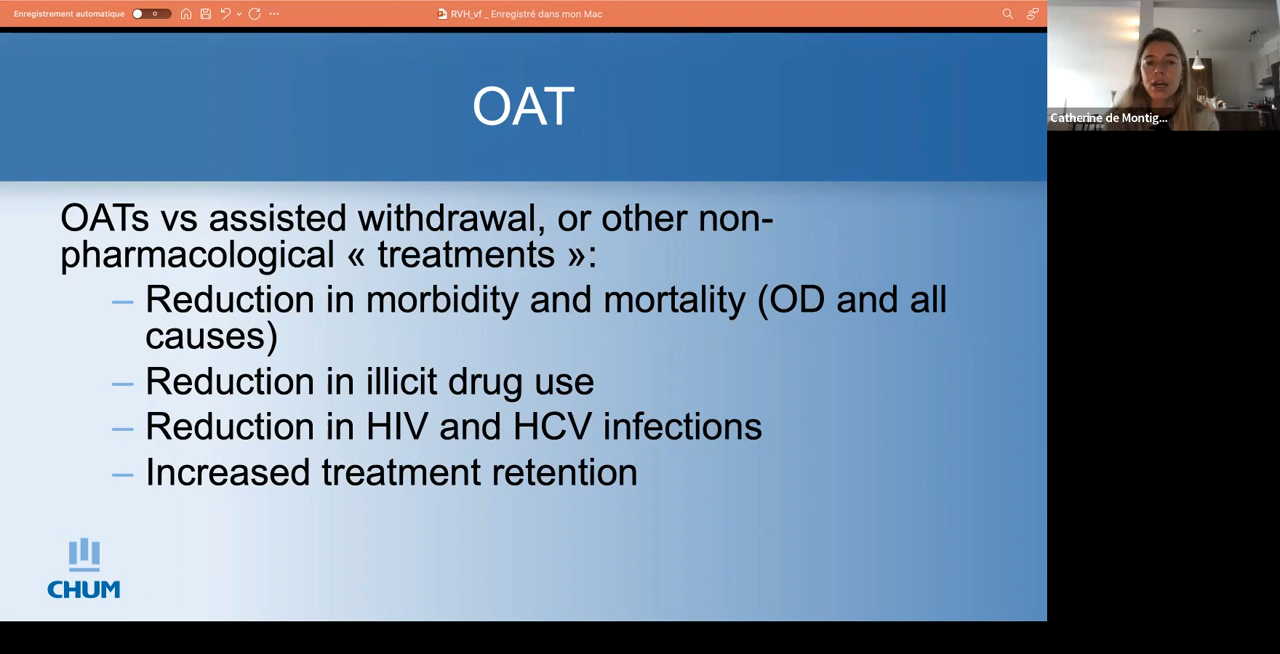 Enregistrement automatique
RVH_vf _ Enregistré dans mon Mac
OAT
OATs vs assisted withdrawal, or other non-
pharmacological « treatments »:
– Reduction in morbidity and mortality (OD and all
causes)
– Reduction in illicit drug use
– Reduction in HIV and HCV infections
– Increased treatment retention
CHUM
Catherine de Montig...